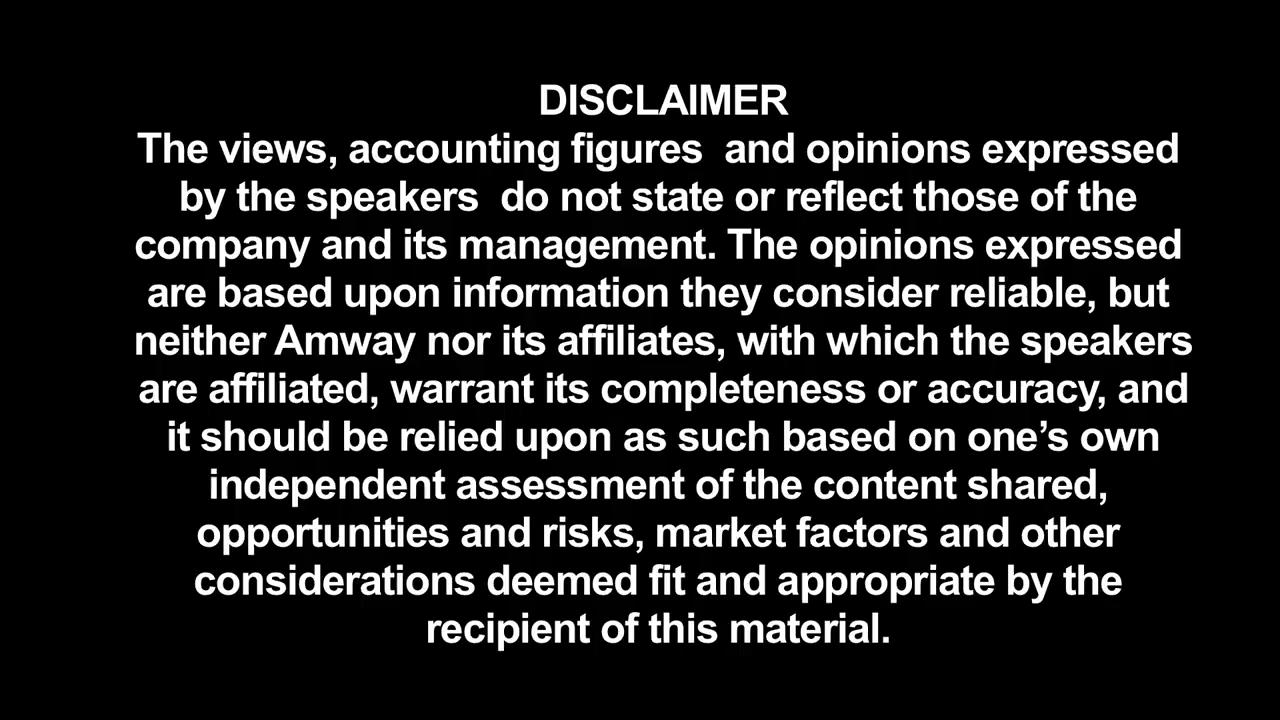 DISCLAIMER
The views, accounting figures  and opinions expressed
by the speakers  do not state or reflect those of the
company and its management. The opinions expressed
are based upon information they consider reliable, but
neither Amway nor its affiliates, with which the speakers
are affiliated, warrant its completeness or accuracy, and
it should be relied upon as such based on one’s own
independent assessment of the content shared,
opportunities and risks, market factors and other
considerations deemed fit and appropriate by the
recipient of this material.